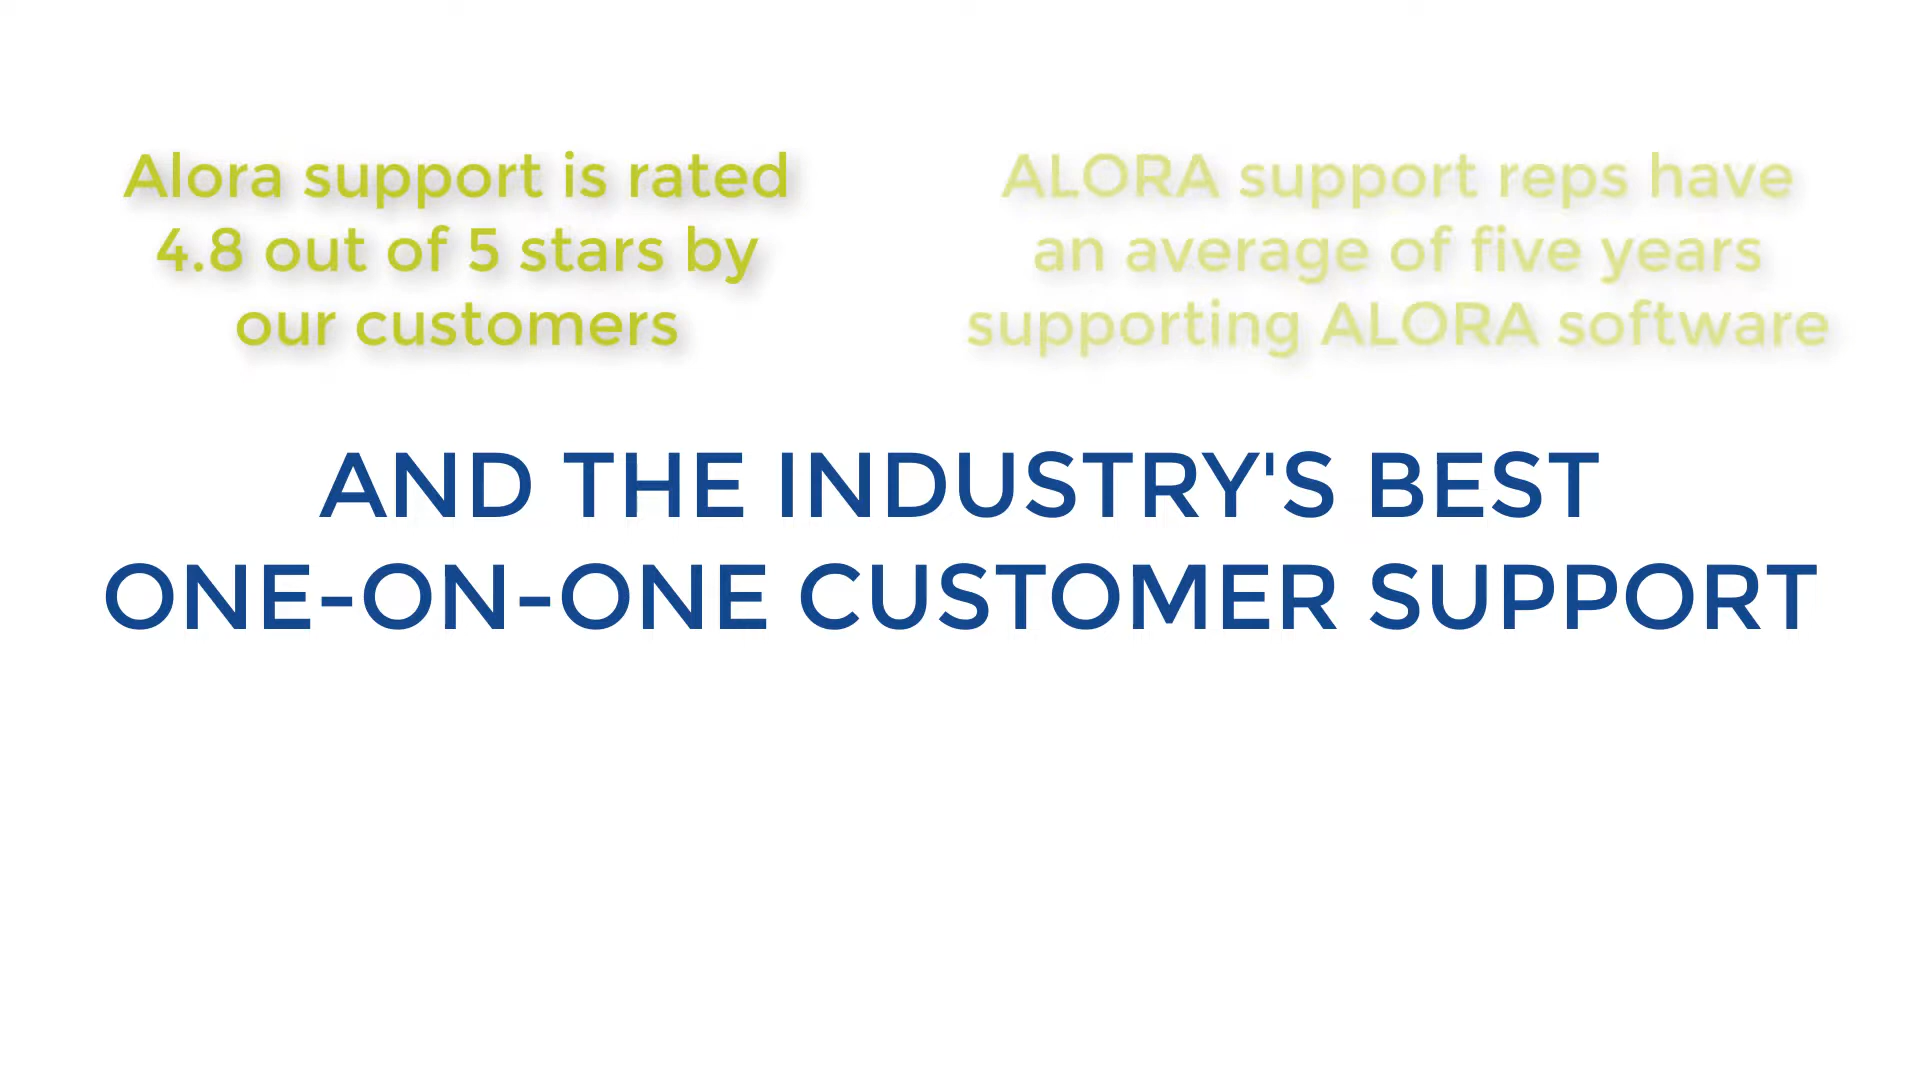 Alora support is rated
4.8 out of 5 stars by
our customers
ALORA support reps have
an average of five years
supporting ALORA software
AND THE INDUSTRY'S BEST
ONE-ON-ONE CUSTOMER SUPPORT